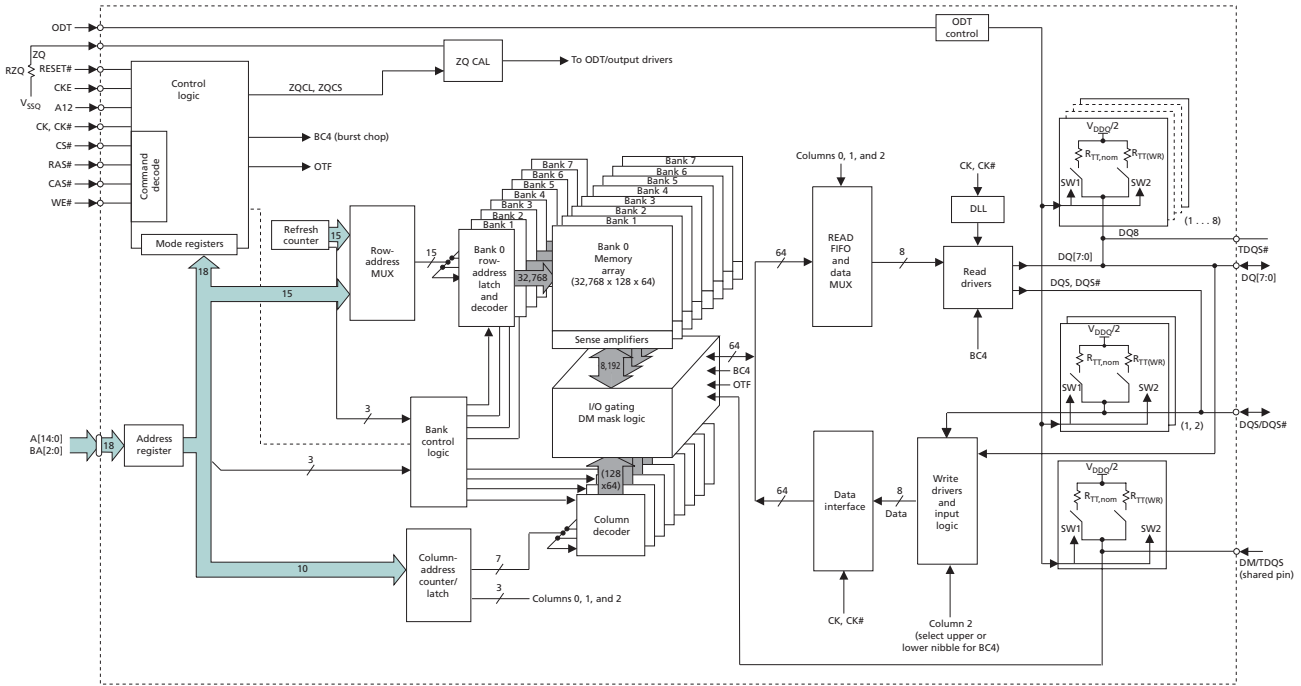 ODT
ODT
control
ZQ
RZQ
RESET#
ZQ CAL
To ODT/output drivers
CKE
Control
logic
ZQCL, ZQCS
VSSQ
A12
VDDQ/2
CK, CK#
BC4 (burst chop)
RTT,nom
RTT(WR)
CS#
Command
decode
Columns 0, 1, and 2
CK, CK#
RAS#
OTF
SW1
SW2
CAS#
DLL
WE#
(1 . . . 8)
Bank 7
Bank 6
Bank 5
Bank 4
Bank 3
Bank 2
Bank 1
Bank 7
Bank 6
Bank 5
Bank 4
Bank 3
Bank 2
Bank 1
Refresh
counter
15
Mode registers
18
15
Row-
address
MUX
15
Bank 0
row-
address
latch
and
decoder
32,768
Bank 0
Memory
array
(32,768 x 128 x 64)
Sense amplifiers
8,192
64
READ
FIFO
and
data
MUX
8
Read
drivers
BC4
DQ8
TDQS#
DQ[7:0]
DQ[7:0]
DQS, DQS#
64
BC4
OTF
I/O gating
DM mask logic
VDDQ/2
RTT,nom
RTT(WR)
SW1
SW2
(1, 2)
DQS/DQS#
3
Bank
control
logic
A[14:0]
BA[2:0]
18
Address
register
3
(128
x64)
Column
decoder
64
Data
interface
8
Data
Write
drivers
and
input
logic
VDDQ/2
RTT,nom
RTT(WR)
SW1
SW2
DM/TDQS
(shared pin)
10
Column-
address
counter/
latch
7
3
Columns 0, 1, and 2
CK, CK#
Column 2
(select upper or
lower nibble for BC4)